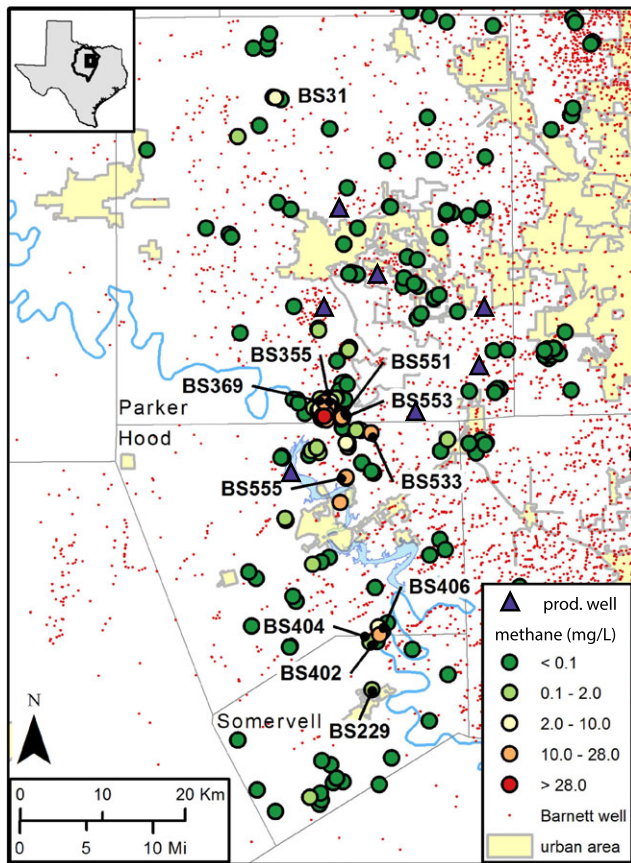 BS31
BS355
BS551
BS369
BS553
Parker
Hood
BS555
BS533
BS406
BS404
BS402
BS229
Somervell
N
0 10 20 Km
0 5 10 Mi
prod. well
methane (mg/L)
< 0.1
0.1 - 2.0
2.0 - 10.0
10.0 - 28.0
> 28.0
Barnett well
urban area